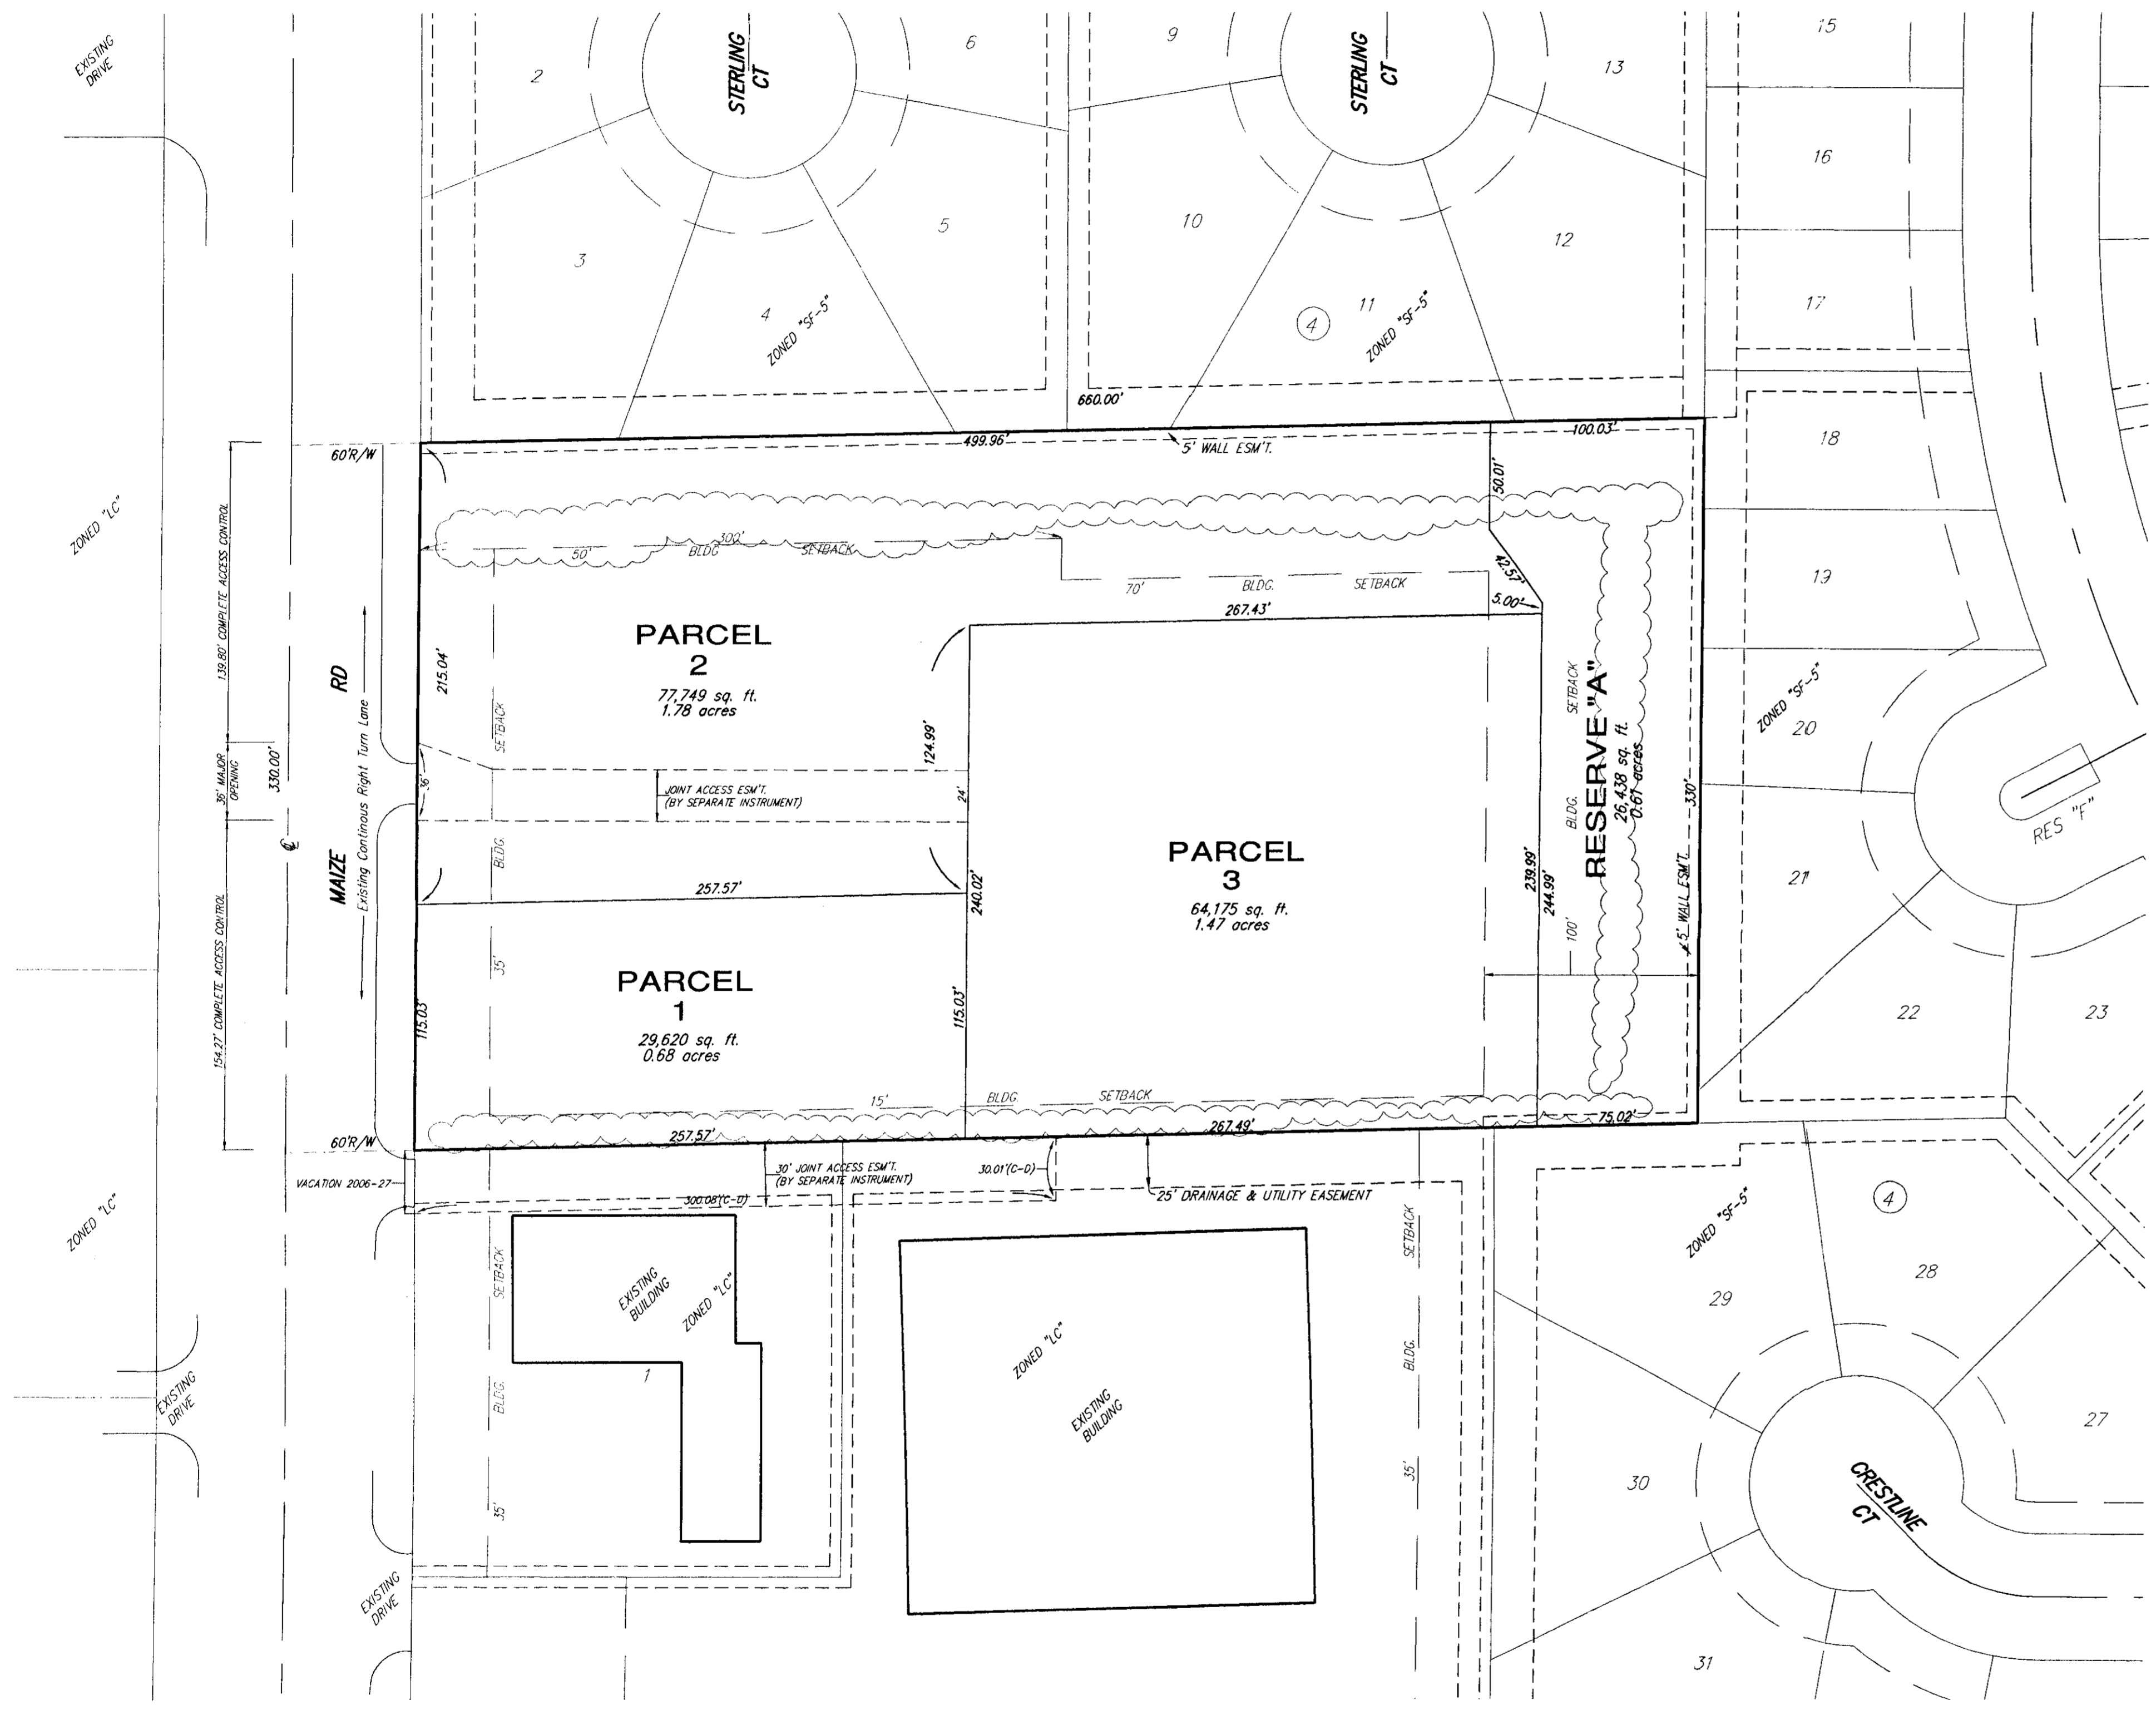 EXISTING
DRIVE
2
STERLING
CT
6
9
STERLING
CT
13
15
16
3
5
10
12
4
ZONED "SF-5"
4
11
ZONED "SF-5"
17
660.00'
60'R/W
499.96'
5' WALL ESM'T.
100.03'
18
ZONED "LC"
139.80' COMPLETE ACCESS CONTROL
50.01'
50'
300'
BLDG
SETBACK
70'
BLDG.
SETBACK
42.57'
5.00'
19
267.43'
PARCEL
2
77,749 sq. ft.
1.78 acres
215.04'
MAIZE RD
Existing Continous Right Turn Lane
330.00'
36' MAJOR
OPENING
36'
SETBACK
BLDG.
35'
124.99'
24'
JOINT ACCESS ESM'T.
(BY SEPARATE INSTRUMENT)
SETBACK
BLDG.
100'
RESERVE "A"
26,438 sq. ft.
0.61 acres
330'
5' WALL ESM'T.
ZONED "SF-5"
20
RES "F"
21
℄
PARCEL
3
64,175 sq. ft.
1.47 acres
257.57'
240.02'
239.99'
244.99'
154.27' COMPLETE ACCESS CONTROL
115.03'
PARCEL
1
29,620 sq. ft.
0.68 acres
115.03'
22
23
15'
BLDG.
SETBACK
60'R/W
257.57'
267.49'
75.02'
VACATION 2006-27
30' JOINT ACCESS ESM'T.
(BY SEPARATE INSTRUMENT)
30.01'(C-D)
300.08'(C-D)
25' DRAINAGE & UTILITY EASEMENT
ZONED "LC"
SETBACK
BLDG.
35'
EXISTING
BUILDING
ZONED "LC"
1
ZONED "LC"
EXISTING
BUILDING
SETBACK
BLDG.
35'
ZONED "SF-5"
4
29
28
27
30
CRESTLINE
CT
31
EXISTING
DRIVE
EXISTING
DRIVE